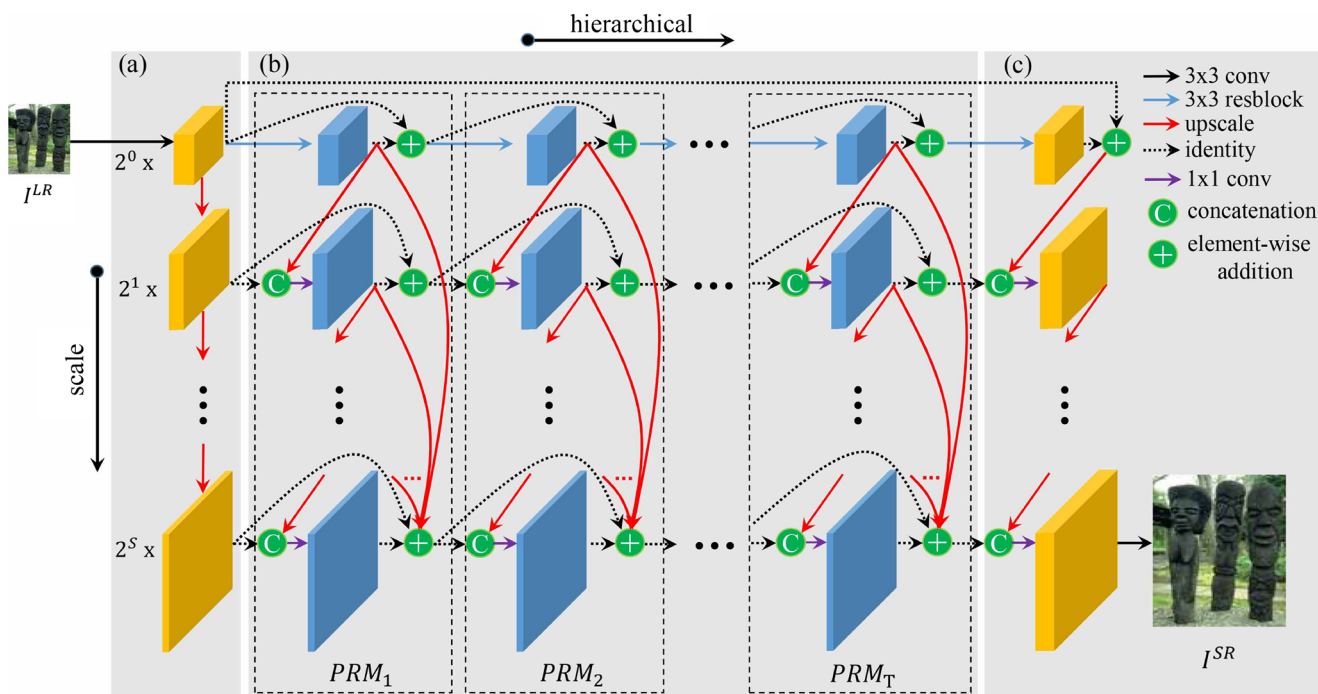 hierarchical
(a)
(b)
(c)
3x3 conv
3x3 resblock
upscale
identity
1x1 conv
C concatenation
+ element-wise
addition
I^{LR}
2^0 x
+ + + +
scale
2^1 x
C + C + C + C
2^S x
C + C + C + C
PRM_1
PRM_2
PRM_T
I^{SR}